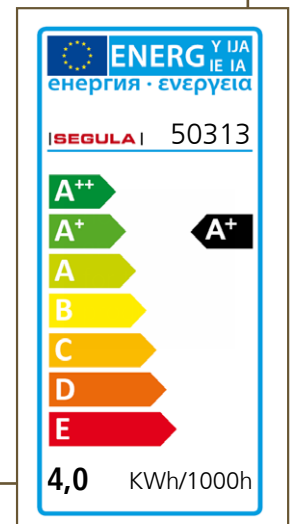 ENERG Y IJA
IE IA
енергия · ενεργεια
SEGULA 50313
A++
A+ A+
A
B
C
D
E
4,0 KWh/1000h